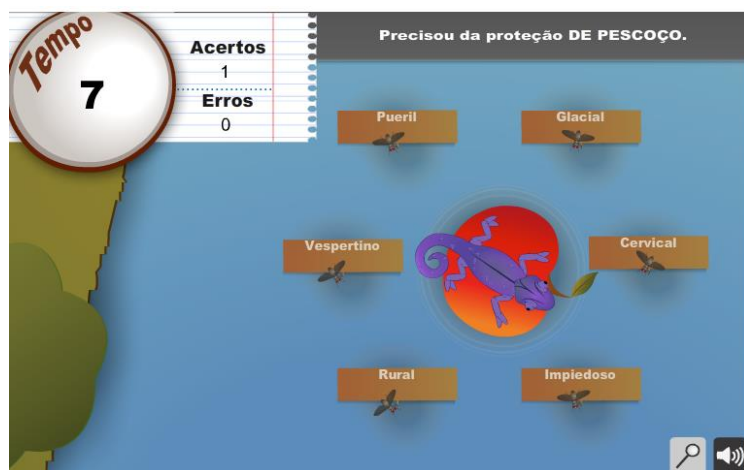 Tempo
7
Acertos
1
Erros
0
Precisou da proteção DE PESCOÇO.
Pueril
Glacial
Vespertino
Cervical
Rural
Impiedoso